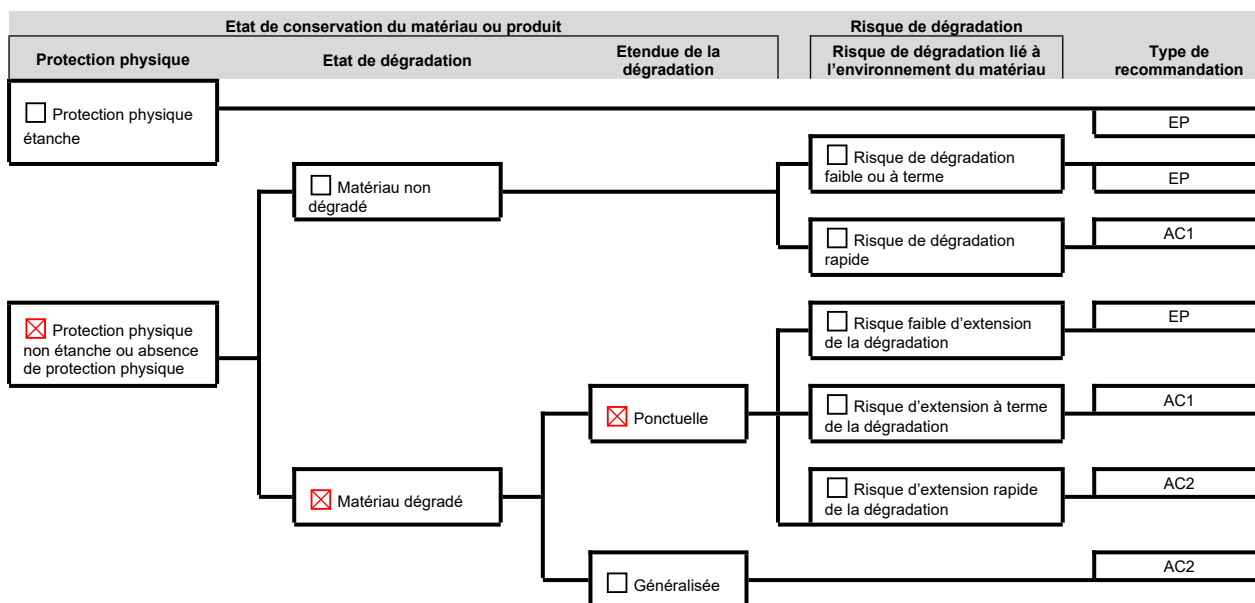 Etat de conservation du matériau ou produit
Risque de dégradation
Protection physique
Etat de dégradation
Etendue de la
dégradation
Risque de dégradation lié à
l'environnement du matériau
Type de
recommandation
Protection physique
étanche
EP
Matériau non
dégradé
Risque de dégradation
faible ou à terme
EP
Risque de dégradation
rapide
AC1
Protection physique
non étanche ou absence
de protection physique
Risque faible d'extension
de la dégradation
EP
Ponctuelle
Risque d'extension à terme
de la dégradation
AC1
Matériau dégradé
Risque d'extension rapide
de la dégradation
AC2
Généralisée
AC2